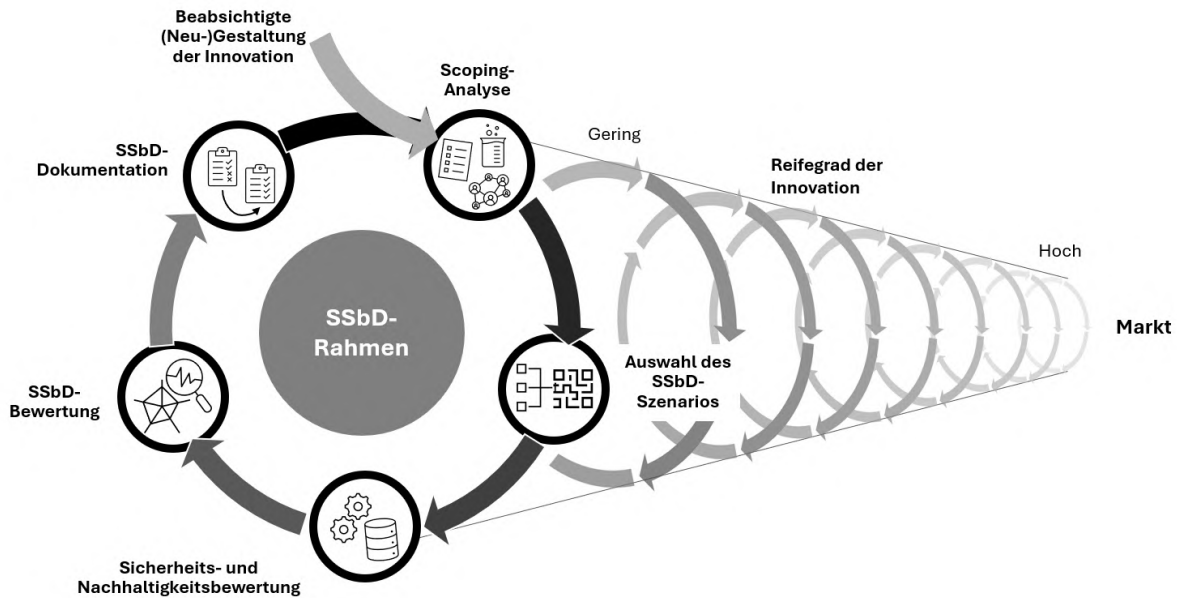 Beabsichtigte
(Neu-)Gestaltung
der Innovation
Scoping-
Analyse
SSbD-
Dokumentation
Gering
Reifegrad der
Innovation
Hoch
Markt
SSbD-
Rahmen
Auswahl des
SSbD-
Szenarios
SSbD-
Bewertung
Sicherheits- und
Nachhaltigkeitsbewertung